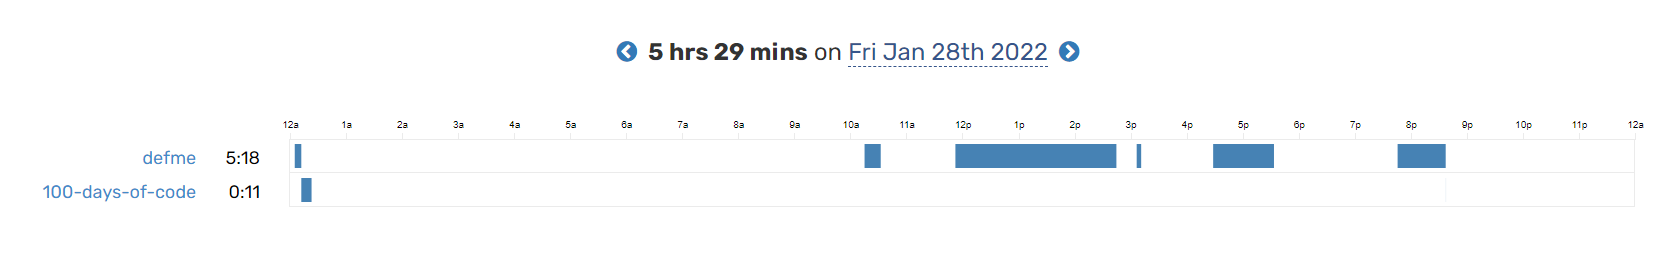 5 hrs 29 mins on Fri Jan 28th 2022
12a 1a 2a 3a 4a 5a 6a 7a 8a 9a 10a 11a 12p 1p 2p 3p 4p 5p 6p 7p 8p 9p 10p 11p 12a
defme 5:18
100-days-of-code 0:11